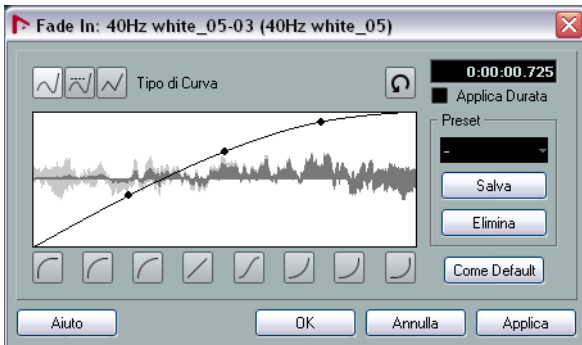 Fade In: 40Hz white_05-03 (40Hz white_05)
Tipo di Curva
0:00:00.725
Applica Durata
Preset
-
Salva
Elimina
Come Default
Aiuto
OK
Annulla
Applica